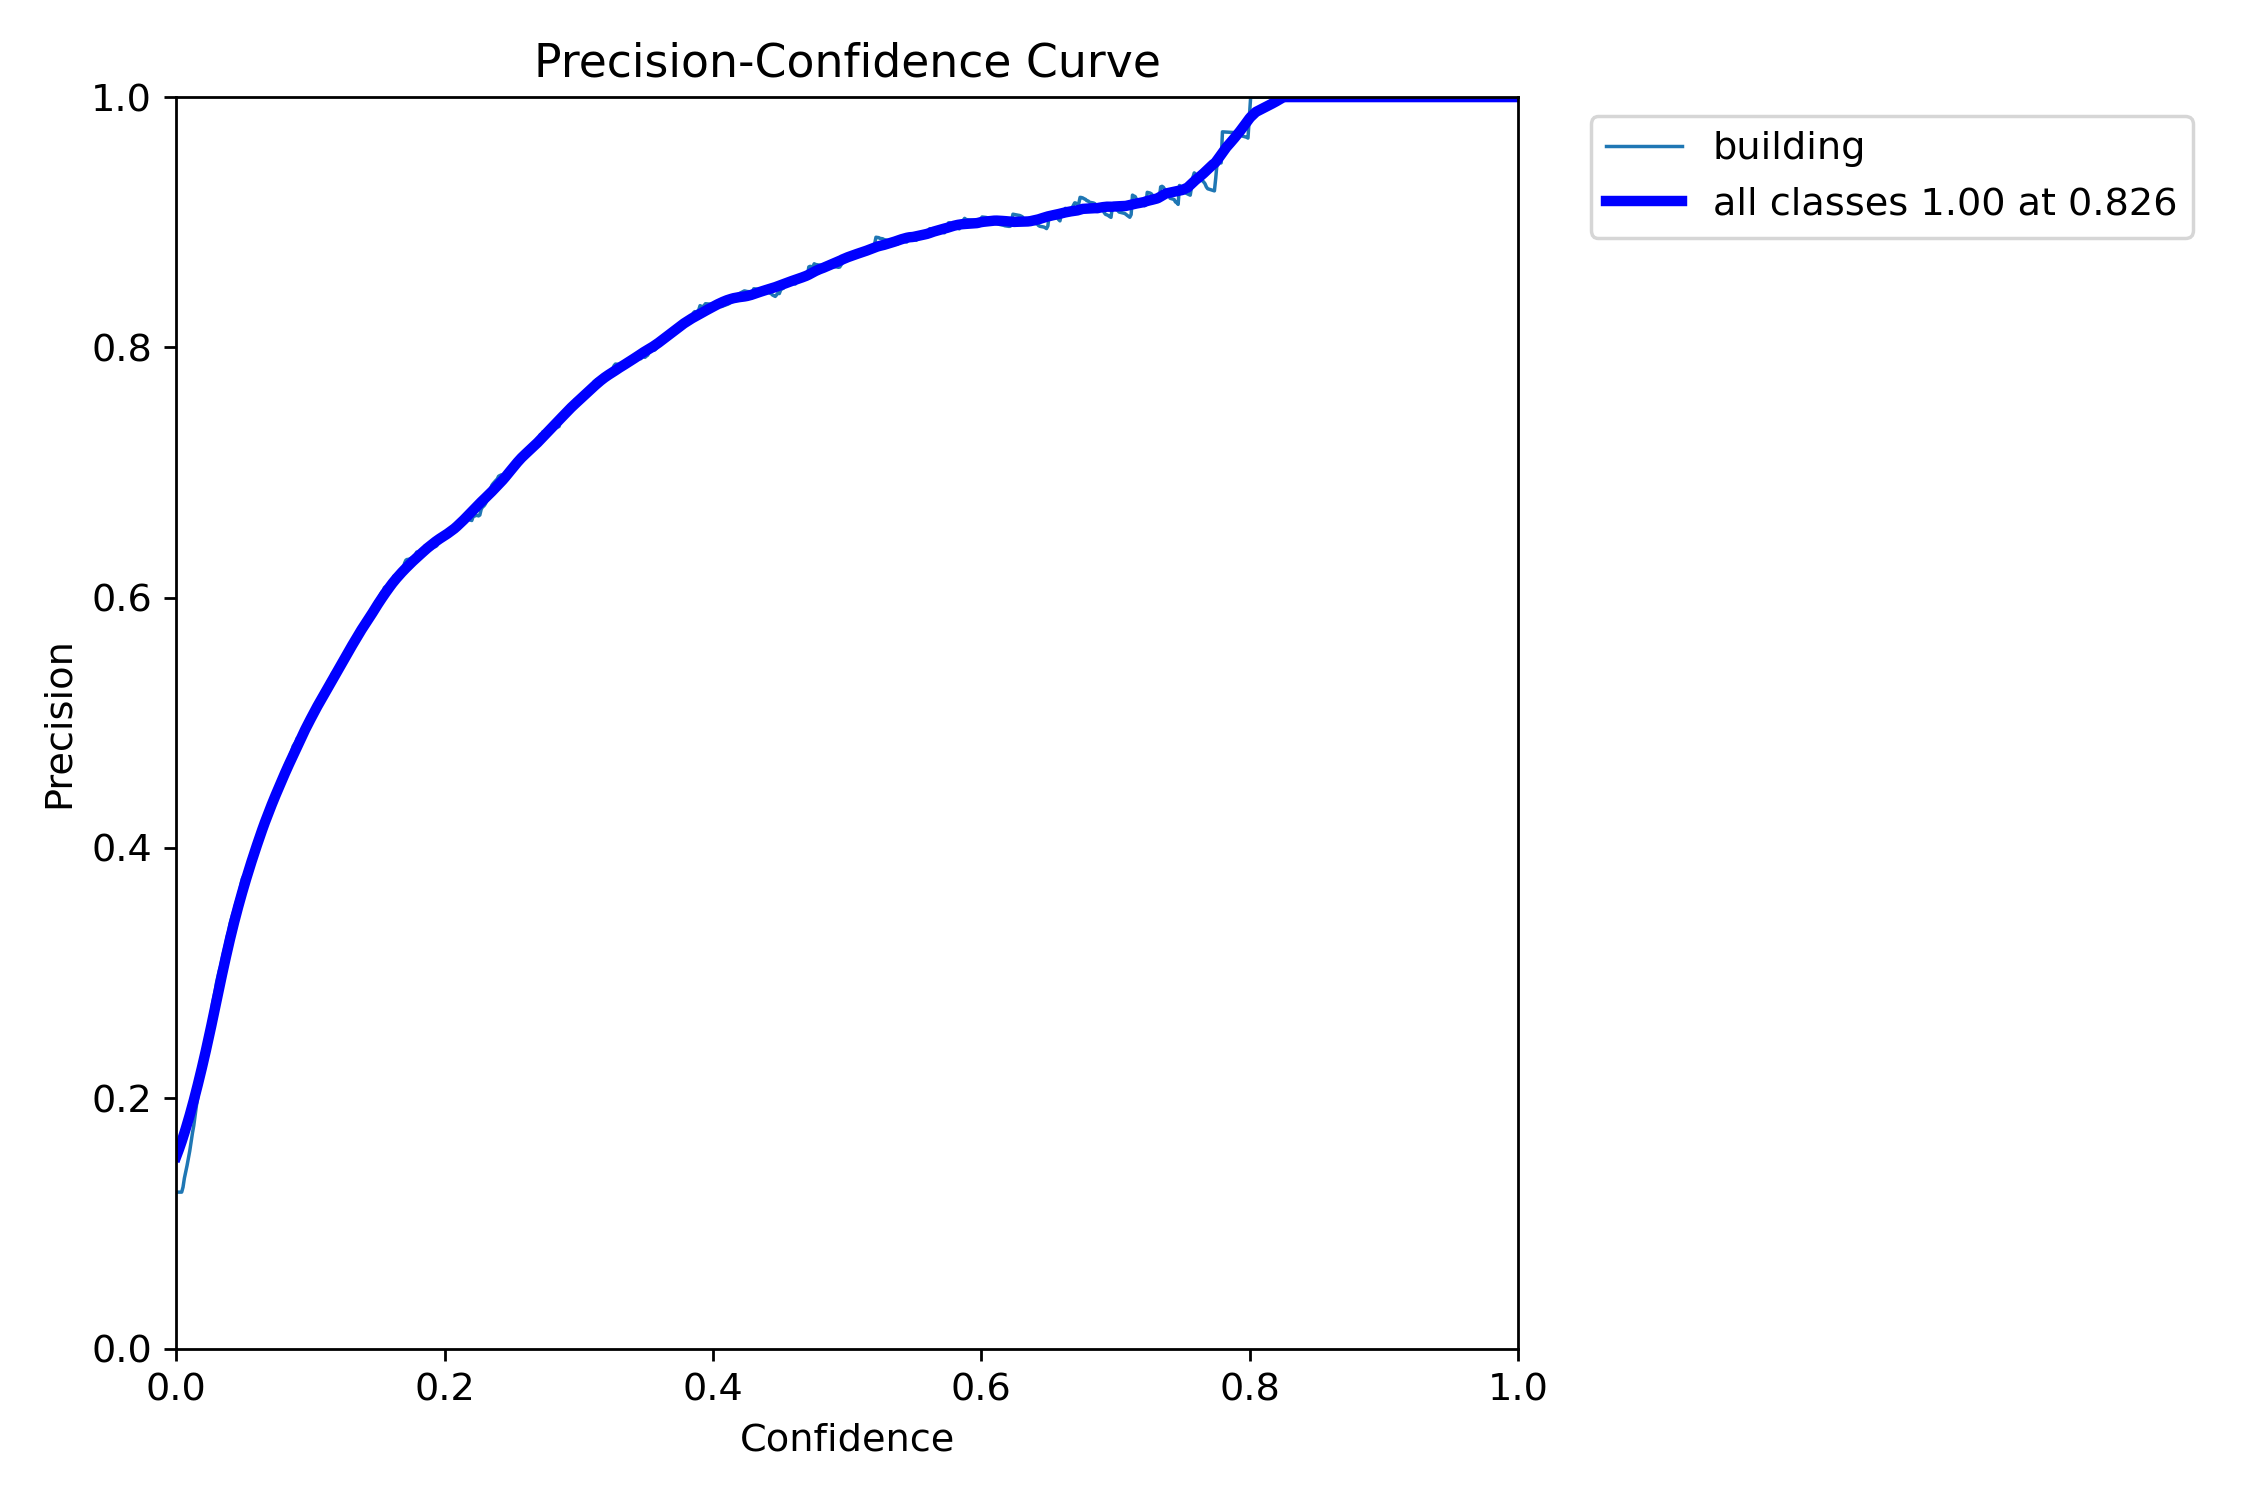 Precision-Confidence Curve
1.0
0.8
0.6
0.4
0.2
0.0
Precision
0.0 0.2 0.4 0.6 0.8 1.0
Confidence
building
all classes 1.00 at 0.826